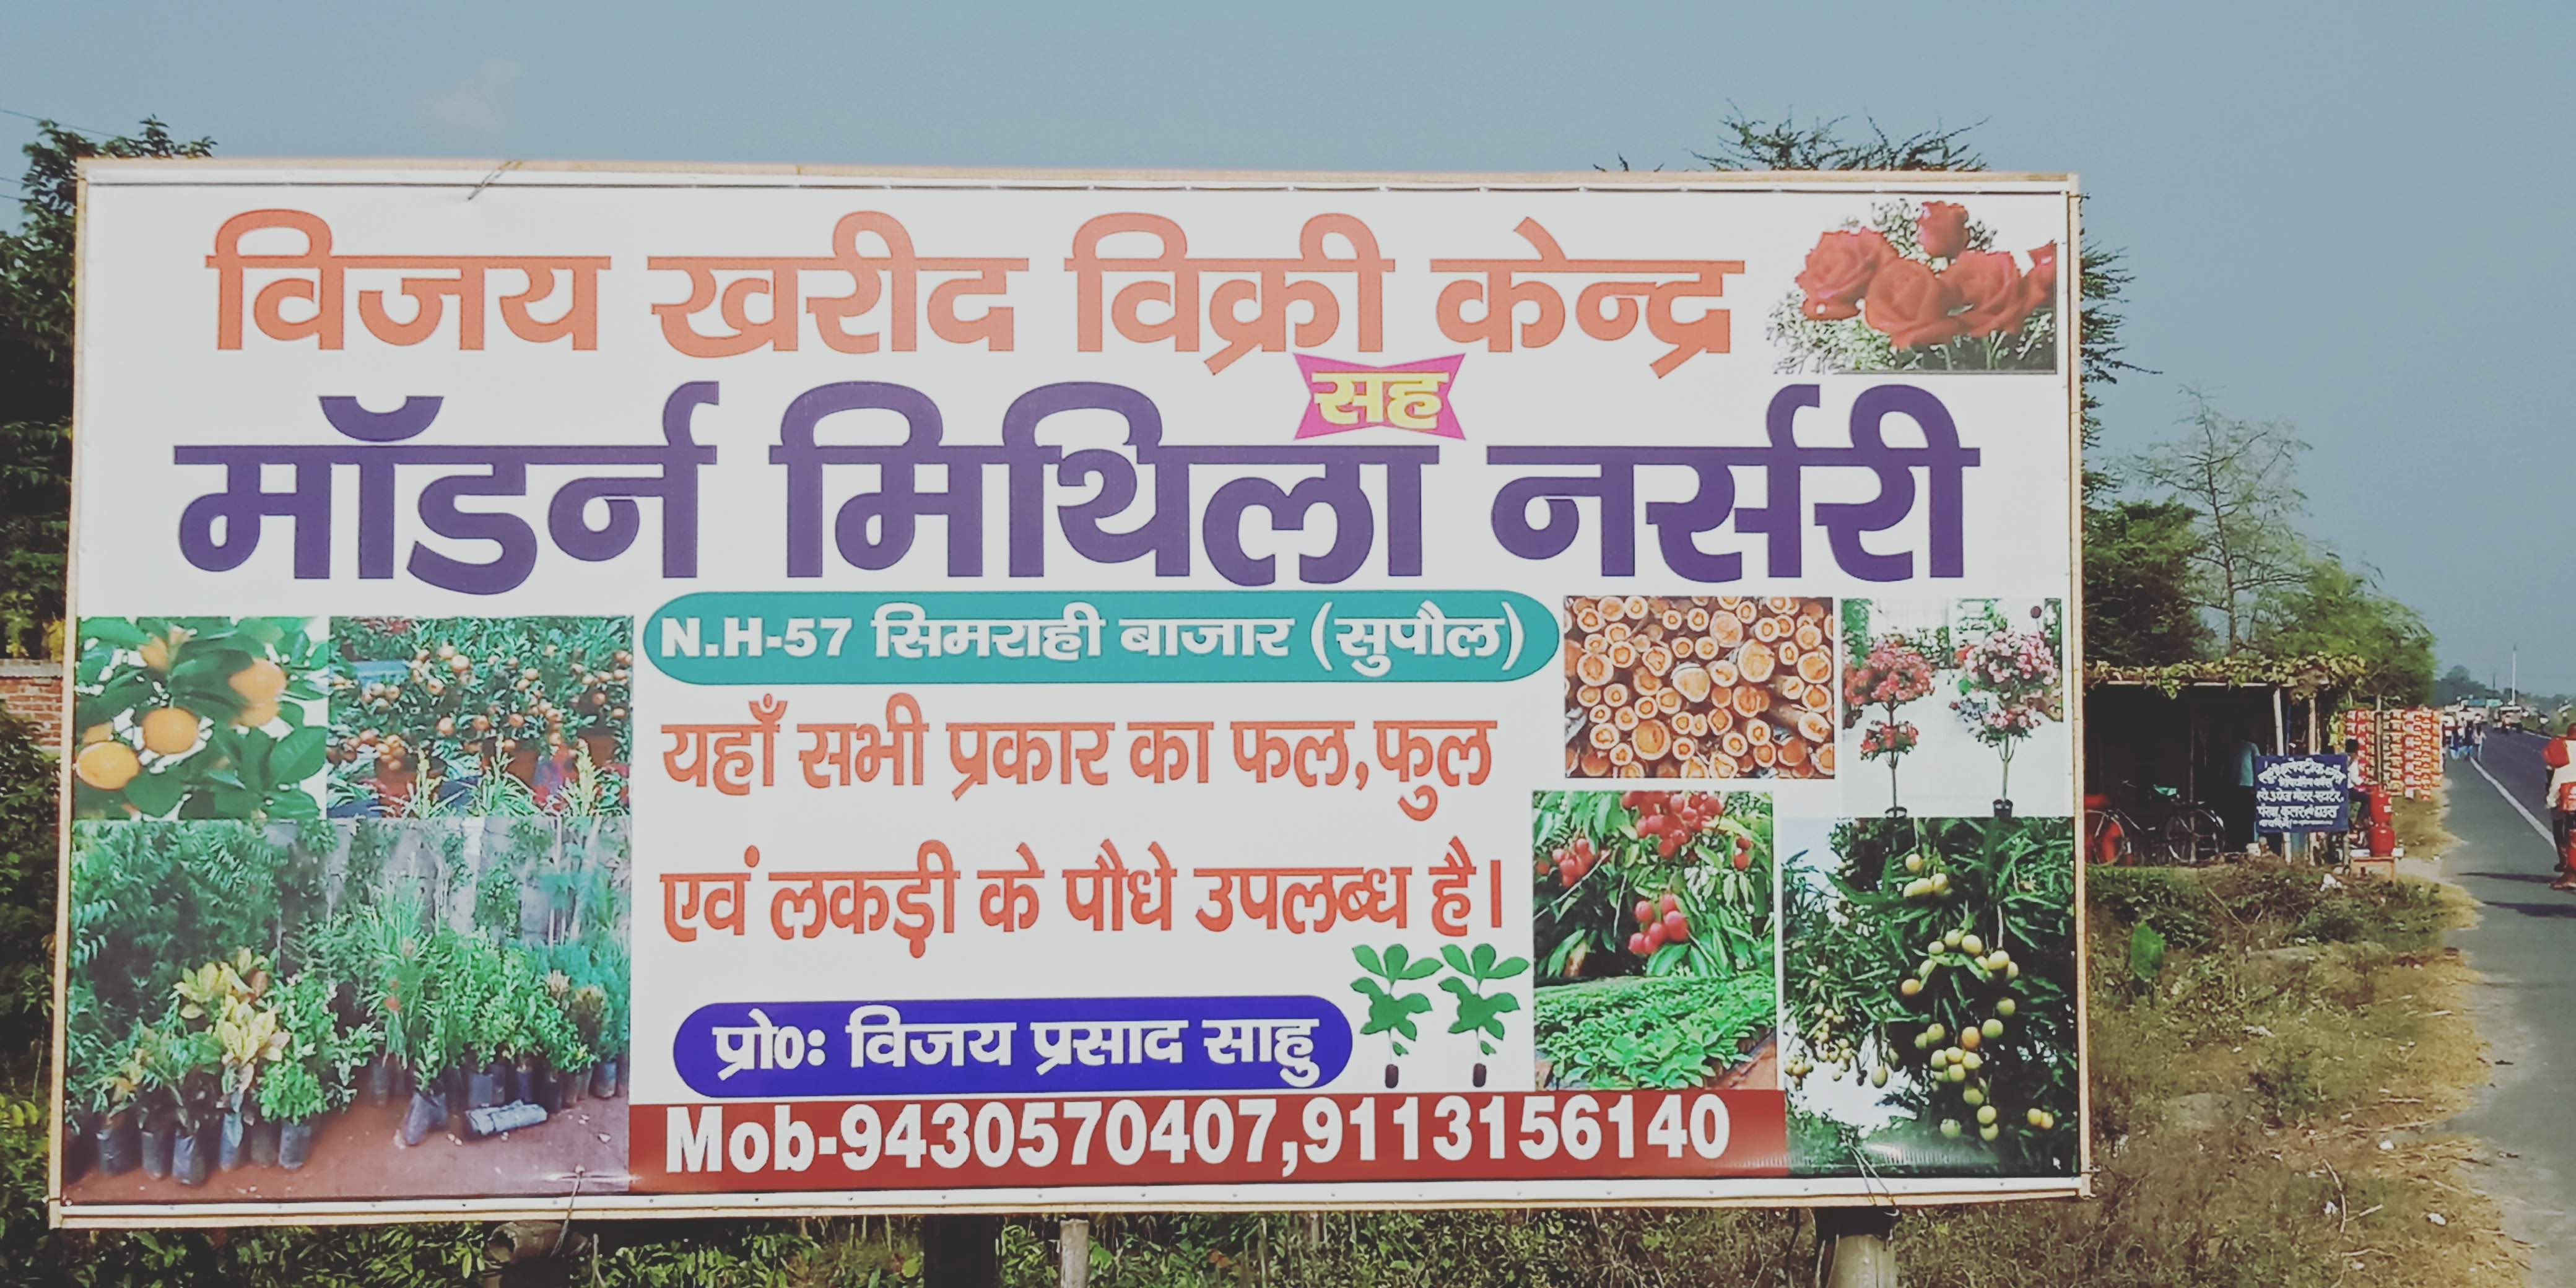 विजय खरीद विक्री केन्द्र
सह
मॉडर्न मिथिला नर्सरी
N.H-57 सिमराही बाजार (सुपौल)
यहाँ सभी प्रकार का फल,फुल
एवं लकड़ी के पौधे उपलब्ध है।
प्रो0ः विजय प्रसाद साहु
Mob-9430570407,9113156140